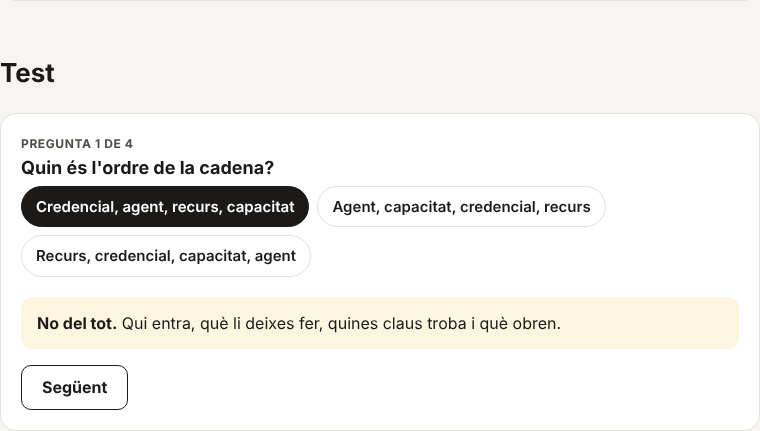 Test
PREGUNTA 1 DE 4
Quin és l'ordre de la cadena?
Credencial, agent, recurs, capacitat
Agent, capacitat, credencial, recurs
Recurs, credencial, capacitat, agent
No del tot. Qui entra, què li deixes fer, quines claus troba i què obren.
Següent